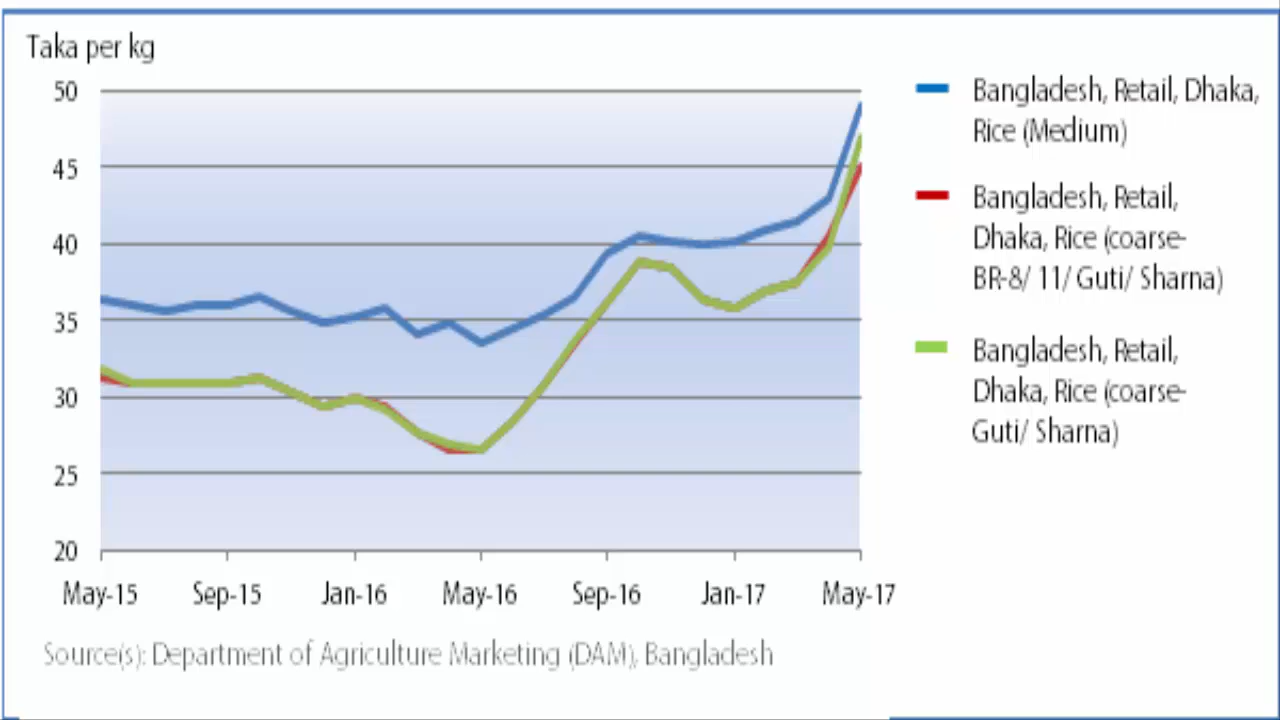 Taka per kg
50
45
40
35
30
25
20
May-15 Sep-15 Jan-16 May-16 Sep-16 Jan-17 May-17
Bangladesh, Retail, Dhaka,
Rice (Medium)
Bangladesh, Retail,
Dhaka, Rice (coarse-
BR-8/ 11/ Guti/ Sharna)
Bangladesh, Retail,
Dhaka, Rice (coarse-
Guti/ Sharna)
Source(s): Department of Agriculture Marketing (DAM), Bangladesh